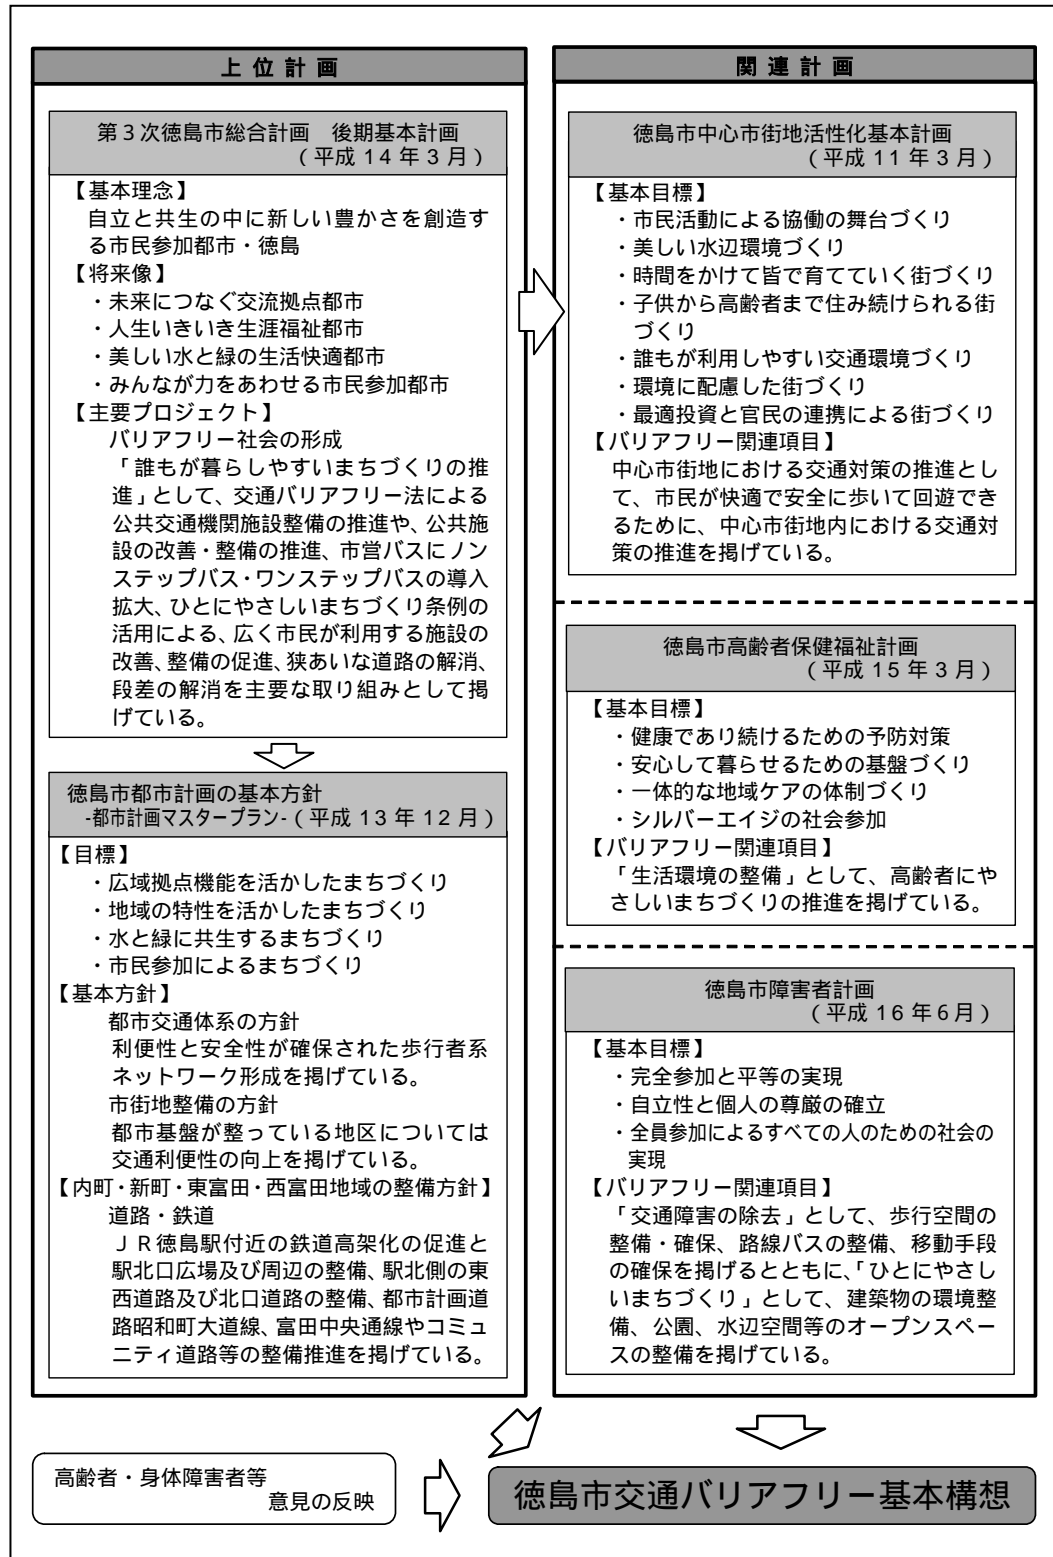 上位計画
第3次徳島市総合計画　後期基本計画
（平成14年3月）
【基本理念】
自立と共生の中に新しい豊かさを創造す
る市民参加都市・徳島
【将来像】
・未来につなぐ交流拠点都市
・人生いきいき生涯福祉都市
・美しい水と緑の生活快適都市
・みんなが力をあわせる市民参加都市
【主要プロジェクト】
バリアフリー社会の形成
「誰もが暮らしやすいまちづくりの推
進」として、交通バリアフリー法による
公共交通機関施設整備の推進や、公共施
設の改善・整備の推進、市営バスにノン
ステップバス・ワンステップバスの導入
拡大、ひとにやさしいまちづくり条例の
活用による、広く市民が利用する施設の
改善、整備の促進、狭あいな道路の解消、
段差の解消を主要な取り組みとして掲
げている。
徳島市都市計画の基本方針
-都市計画マスタープラン-（平成13年12月）
【目標】
・広域拠点機能を活かしたまちづくり
・地域の特性を活かしたまちづくり
・水と緑に共生するまちづくり
・市民参加によるまちづくり
【基本方針】
都市交通体系の方針
利便性と安全性が確保された歩行者系
ネットワーク形成を掲げている。
市街地整備の方針
都市基盤が整っている地区については
交通利便性の向上を掲げている。
【内町・新町・東富田・西富田地域の整備方針】
道路・鉄道
ＪＲ徳島駅付近の鉄道高架化の促進と
駅北口広場及び周辺の整備、駅北側の東
西道路及び北口道路の整備、都市計画道
路昭和町大道線、富田中央通線やコミュ
ニティ道路等の整備推進を掲げている。
関連計画
徳島市中心市街地活性化基本計画
（平成11年3月）
【基本目標】
・市民活動による協働の舞台づくり
・美しい水辺環境づくり
・時間をかけて皆で育てていく街づくり
・子供から高齢者まで住み続けられる街
づくり
・誰もが利用しやすい交通環境づくり
・環境に配慮した街づくり
・最適投資と官民の連携による街づくり
【バリアフリー関連項目】
中心市街地における交通対策の推進とし
て、市民が快適で安全に歩いて回遊でき
るために、中心市街地内における交通対
策の推進を掲げている。
徳島市高齢者保健福祉計画
（平成15年3月）
【基本目標】
・健康であり続けるための予防対策
・安心して暮らせるための基盤づくり
・一体的な地域ケアの体制づくり
・シルバーエイジの社会参加
【バリアフリー関連項目】
「生活環境の整備」として、高齢者にや
さしいまちづくりの推進を掲げている。
徳島市障害者計画
（平成16年6月）
【基本目標】
・完全参加と平等の実現
・自立性と個人の尊厳の確立
・全員参加によるすべての人のための社会の
実現
【バリアフリー関連項目】
「交通障害の除去」として、歩行空間の
整備・確保、路線バスの整備、移動手段
の確保を掲げるとともに、「ひとにやさし
いまちづくり」として、建築物の環境整
備、公園、水辺空間等のオープンスペー
スの整備を掲げている。
高齢者・身体障害者等
意見の反映
徳島市交通バリアフリー基本構想